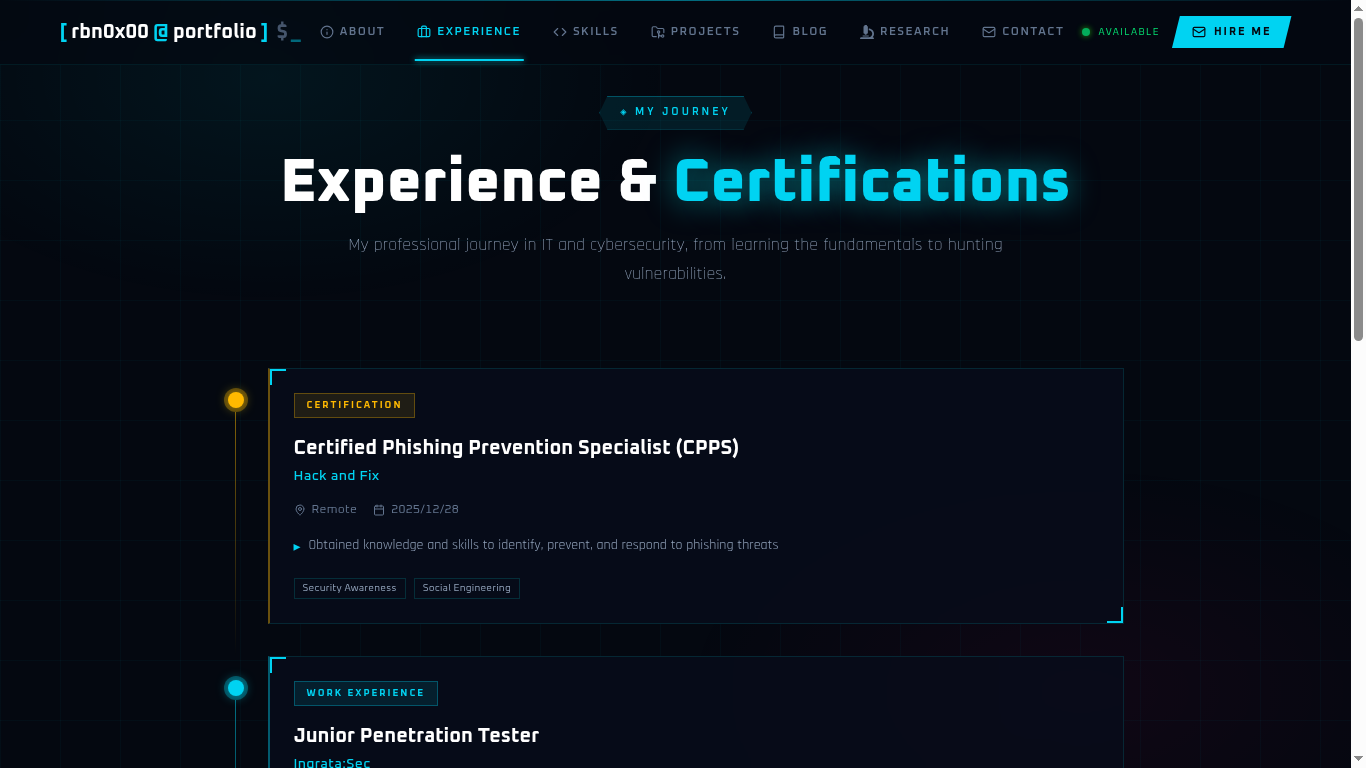 [ rbn0x00 @ portfolio ] $ _
ABOUT
EXPERIENCE
SKILLS
PROJECTS
BLOG
RESEARCH
CONTACT
AVAILABLE
HIRE ME
MY JOURNEY
Experience & Certifications
My professional journey in IT and cybersecurity, from learning the fundamentals to hunting
vulnerabilities.
CERTIFICATION
Certified Phishing Prevention Specialist (CPPS)
Hack and Fix
Remote 2025/12/28
Obtained knowledge and skills to identify, prevent, and respond to phishing threats
Security Awareness Social Engineering
WORK EXPERIENCE
Junior Penetration Tester
Ingrata:Sec